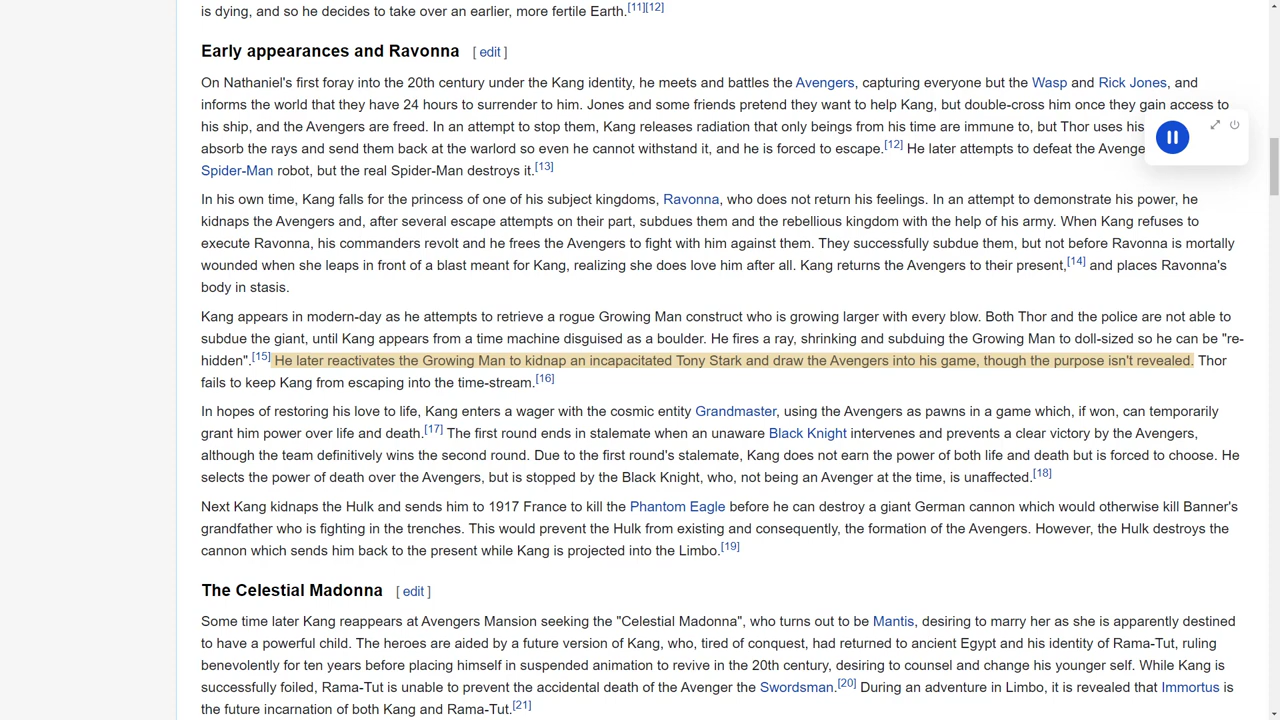 is dying, and so he decides to take over an earlier, more fertile Earth.[11][12]
Early appearances and Ravonna [ edit ]
On Nathaniel's first foray into the 20th century under the Kang identity, he meets and battles the Avengers, capturing everyone but the Wasp and Rick Jones, and
informs the world that they have 24 hours to surrender to him. Jones and some friends pretend they want to help Kang, but double-cross him once they gain access to
his ship, and the Avengers are freed. In an attempt to stop them, Kang releases radiation that only beings from his time are immune to, but Thor uses his
absorb the rays and send them back at the warlord so even he cannot withstand it, and he is forced to escape.[12] He later attempts to defeat the Avenge
Spider-Man robot, but the real Spider-Man destroys it.[13]
In his own time, Kang falls for the princess of one of his subject kingdoms, Ravonna, who does not return his feelings. In an attempt to demonstrate his power, he
kidnaps the Avengers and, after several escape attempts on their part, subdues them and the rebellious kingdom with the help of his army. When Kang refuses to
execute Ravonna, his commanders revolt and he frees the Avengers to fight with him against them. They successfully subdue them, but not before Ravonna is mortally
wounded when she leaps in front of a blast meant for Kang, realizing she does love him after all. Kang returns the Avengers to their present,[14] and places Ravonna's
body in stasis.
Kang appears in modern-day as he attempts to retrieve a rogue Growing Man construct who is growing larger with every blow. Both Thor and the police are not able to
subdue the giant, until Kang appears from a time machine disguised as a boulder. He fires a ray, shrinking and subduing the Growing Man to doll-sized so he can be "re-
hidden".[15] He later reactivates the Growing Man to kidnap an incapacitated Tony Stark and draw the Avengers into his game, though the purpose isn't revealed. Thor
fails to keep Kang from escaping into the time-stream.[16]
In hopes of restoring his love to life, Kang enters a wager with the cosmic entity Grandmaster, using the Avengers as pawns in a game which, if won, can temporarily
grant him power over life and death.[17] The first round ends in stalemate when an unaware Black Knight intervenes and prevents a clear victory by the Avengers,
although the team definitively wins the second round. Due to the first round's stalemate, Kang does not earn the power of both life and death but is forced to choose. He
selects the power of death over the Avengers, but is stopped by the Black Knight, who, not being an Avenger at the time, is unaffected.[18]
Next Kang kidnaps the Hulk and sends him to 1917 France to kill the Phantom Eagle before he can destroy a giant German cannon which would otherwise kill Banner's
grandfather who is fighting in the trenches. This would prevent the Hulk from existing and consequently, the formation of the Avengers. However, the Hulk destroys the
cannon which sends him back to the present while Kang is projected into the Limbo.[19]
The Celestial Madonna [ edit ]
Some time later Kang reappears at Avengers Mansion seeking the "Celestial Madonna", who turns out to be Mantis, desiring to marry her as she is apparently destined
to have a powerful child. The heroes are aided by a future version of Kang, who, tired of conquest, had returned to ancient Egypt and his identity of Rama-Tut, ruling
benevolently for ten years before placing himself in suspended animation to revive in the 20th century, desiring to counsel and change his younger self. While Kang is
successfully foiled, Rama-Tut is unable to prevent the accidental death of the Avenger the Swordsman.[20] During an adventure in Limbo, it is revealed that Immortus is
the future incarnation of both Kang and Rama-Tut.[21]